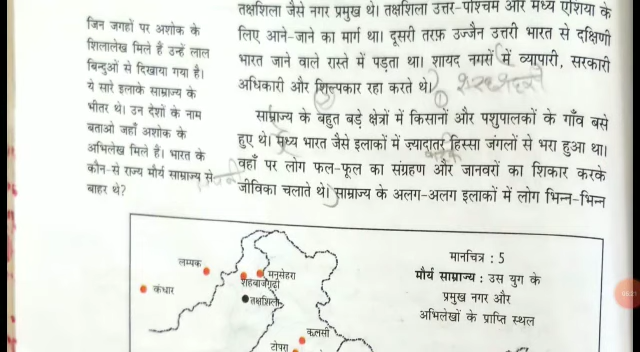 जिन जगहों पर अशोक के
शिलालेख मिले हैं उन्हें लाल
बिन्दुओं से दिखाया गया है।
ये सारे इलाके साम्राज्य के
भीतर थे। उन देशों के नाम
बताओ जहाँ अशोक के
अभिलेख मिले हैं। भारत के
कौन-से राज्य मौर्य साम्राज्य से
बाहर थे?
तक्षशिला जैसे नगर प्रमुख थे। तक्षशिला उत्तर-पश्चिम और मध्य एशिया के
लिए आने-जाने का मार्ग था। दूसरी तरफ़ उज्जैन उत्तरी भारत से दक्षिणी
भारत जाने वाले रास्ते में पड़ता था। शायद नगरों में व्यापारी, सरकारी
अधिकारी और शिल्पकार रहा करते थे।
साम्राज्य के बहुत बड़े क्षेत्रों में किसानों और पशुपालकों के गाँव बसे
हुए थे। मध्य भारत जैसे इलाकों में ज्यादातर हिस्सा जंगलों से भरा हुआ था।
वहाँ पर लोग फल-फूल का संग्रहण और जानवरों का शिकार करके
जीविका चलाते थे। साम्राज्य के अलग-अलग इलाकों में लोग भिन्न-भिन्न
मानचित्र : 5
मौर्य साम्राज्य : उस युग के
प्रमुख नगर और
अभिलेखों के प्राप्ति स्थल
लम्पक
कंधार
मनुसेहरा
शाहबाजगढ़ी
तक्षशिला
कलसी
टोपरा